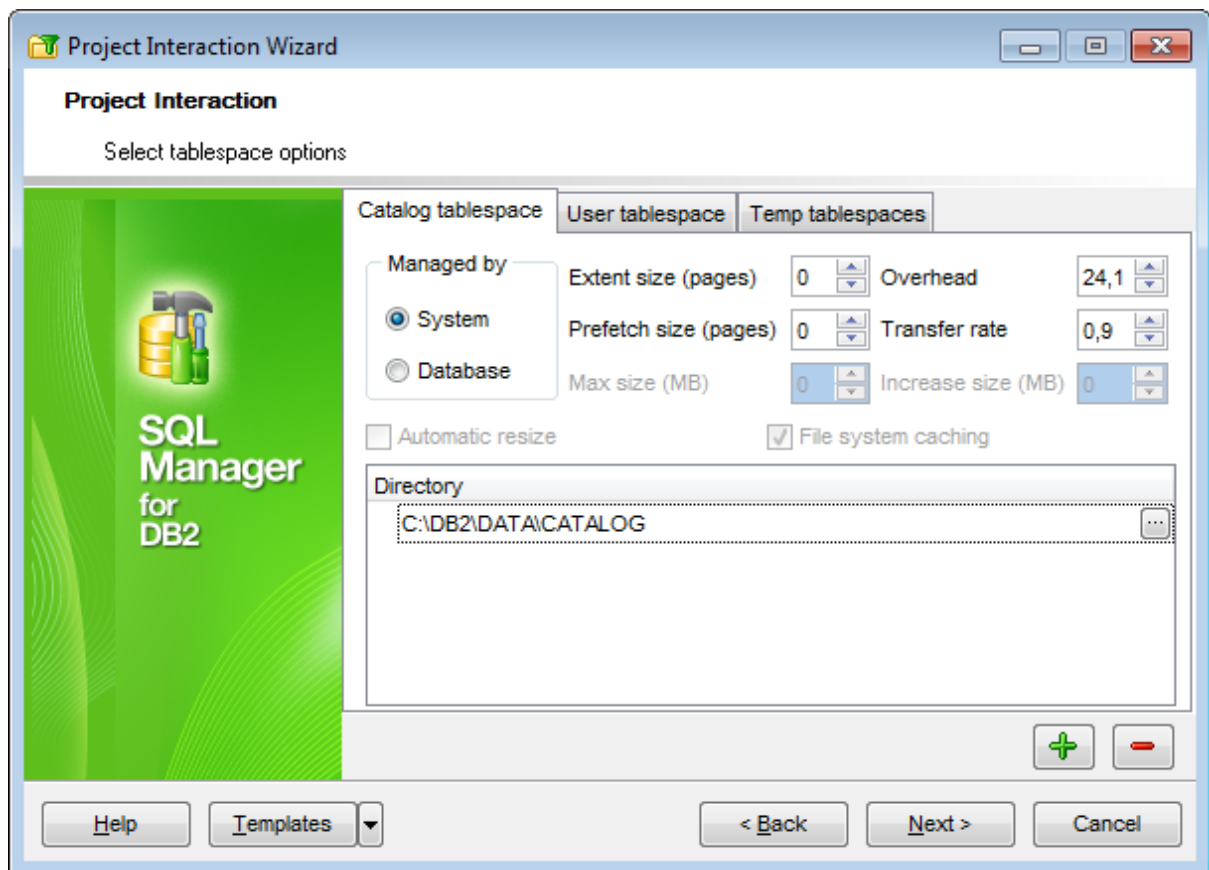 Project Interaction Wizard
Project Interaction
Select tablespace options
Catalog tablespace User tablespace Temp tablespaces
Managed by
System
Database
Extent size (pages) 0 Overhead 24,1
Prefetch size (pages) 0 Transfer rate 0,9
Max size (MB) 0 Increase size (MB) 0
Automatic resize File system caching
Directory
C:\DB2\DATA\CATALOG
...
SQL
Manager
for
DB2
Help Templates < Back Next > Cancel